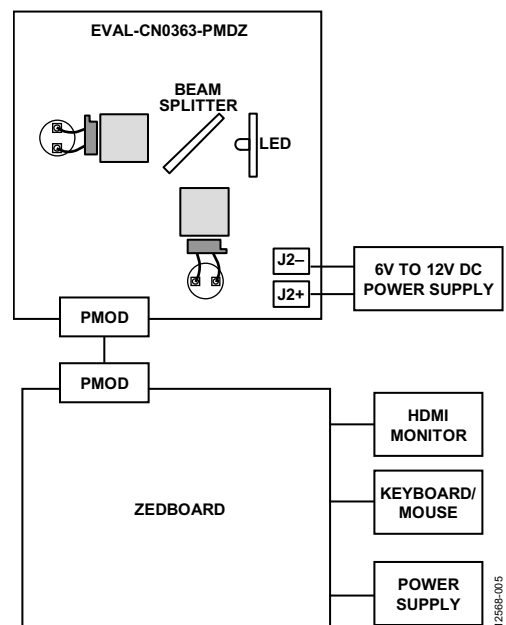 EVAL-CN0363-PMDZ
BEAM
SPLITTER
LED
J2–
J2+
6V TO 12V DC
POWER SUPPLY
PMOD
PMOD
ZEDBOARD
HDMI
MONITOR
KEYBOARD/
MOUSE
POWER
SUPPLY
12568-005